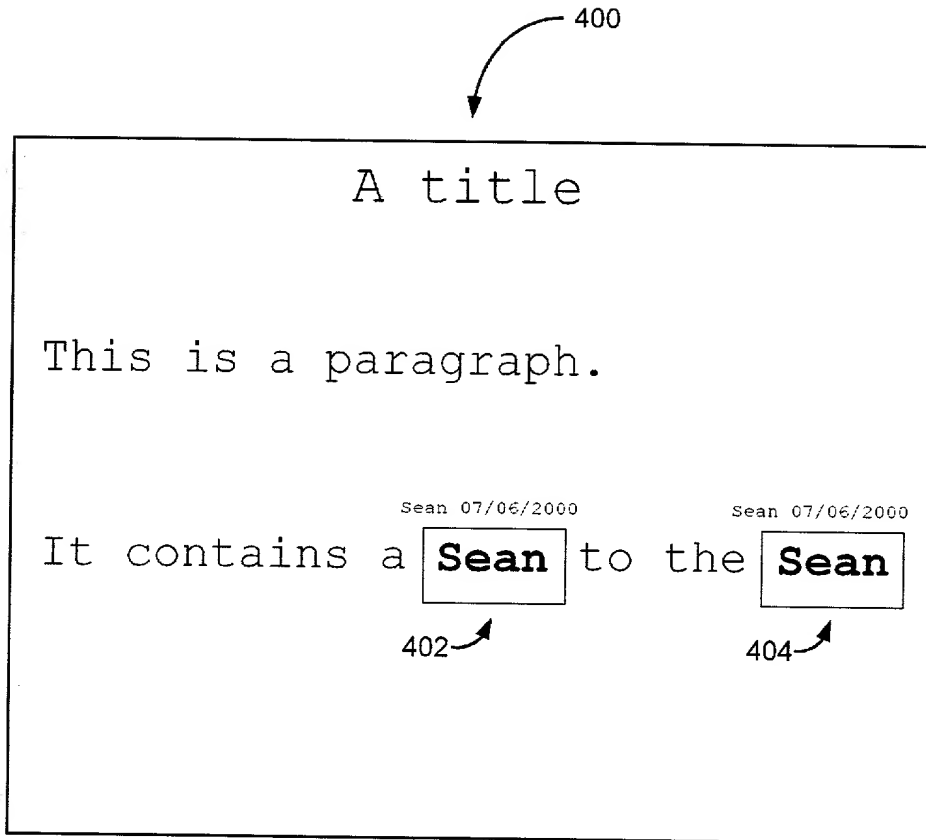 400
A title
This is a paragraph.
Sean 07/06/2000 Sean 07/06/2000
It contains a Sean to the Sean
402 404